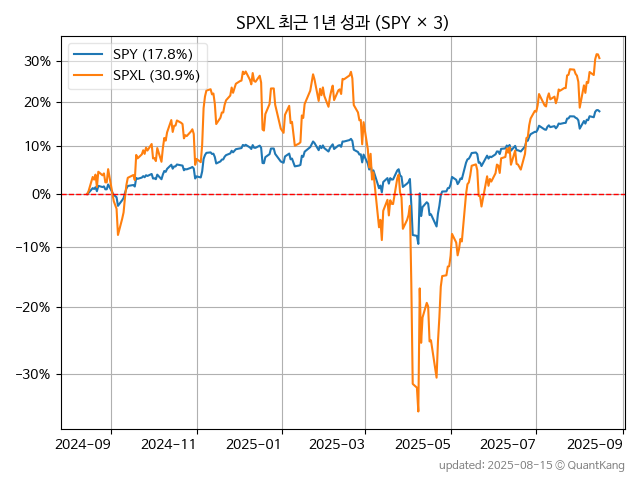 SPXL 최근 1년 성과 (SPY × 3)
SPY (17.8%)
SPXL (30.9%)
30%
20%
10%
0%
−10%
−20%
−30%
2024-09 2024-11 2025-01 2025-03 2025-05 2025-07 2025-09
updated: 2025-08-15 © QuantKang